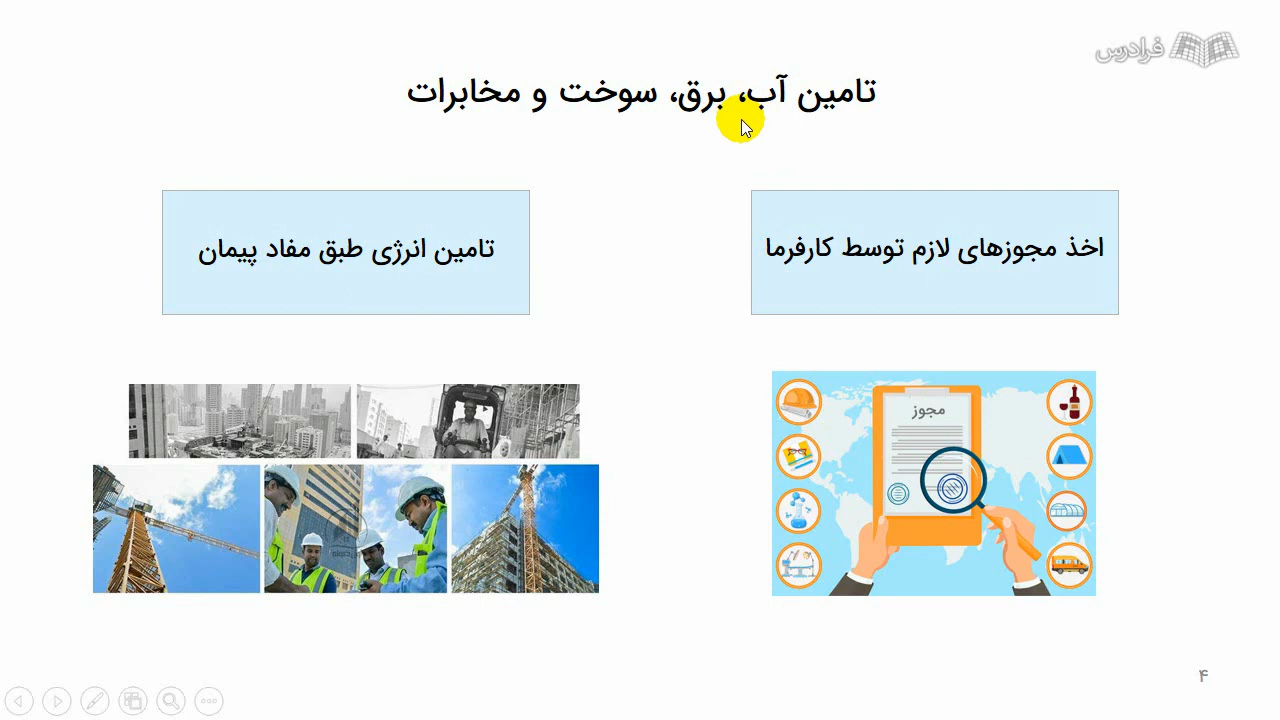 فرادرس
تامین آب، برق، سوخت و مخابرات
اخذ مجوزهای لازم توسط کارفرما
تامین انرژی طبق مفاد پیمان
مجوز
۴